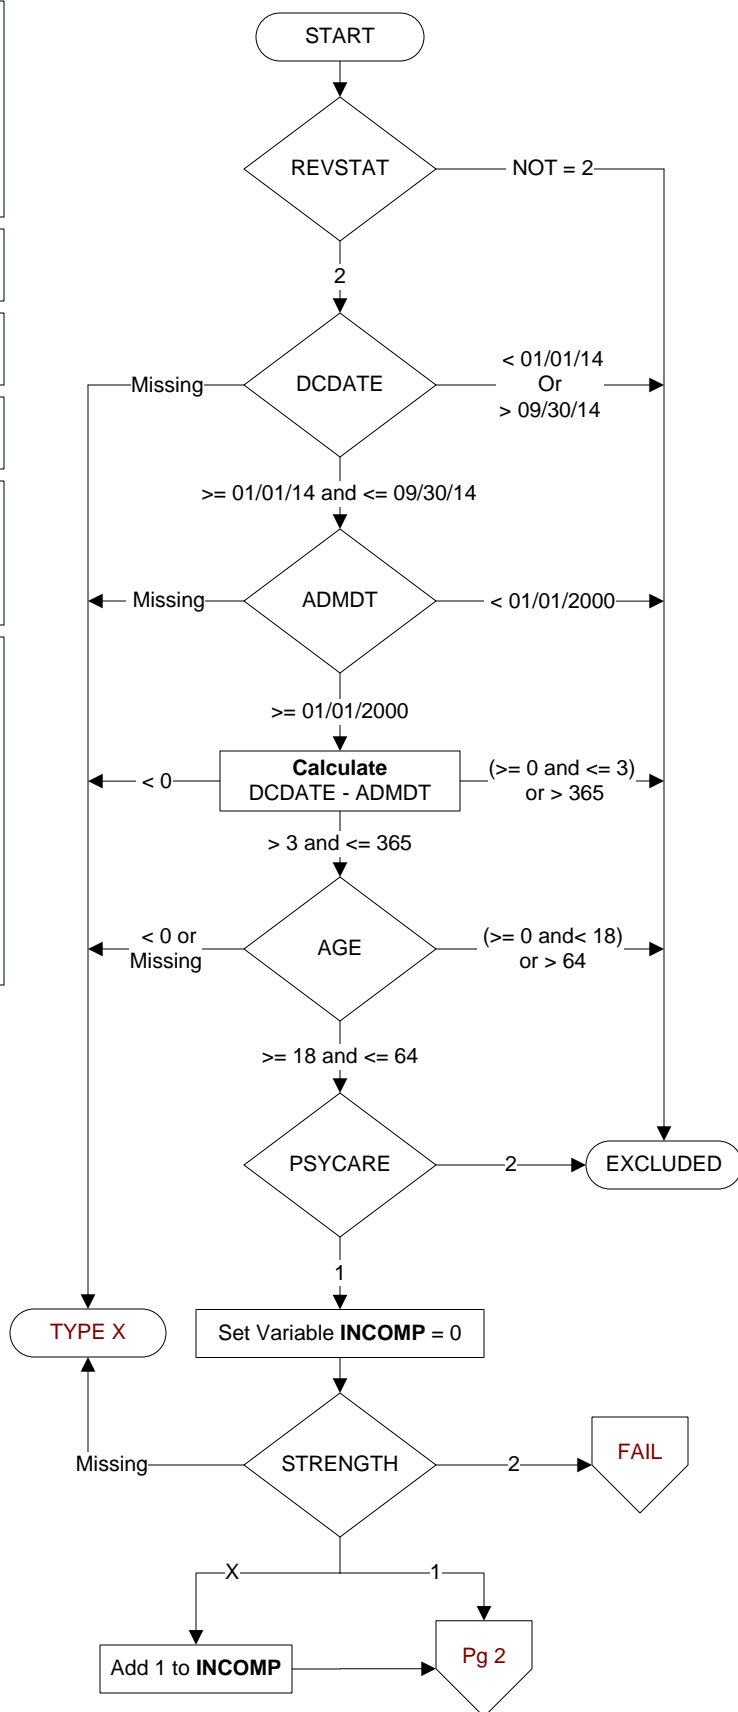 START
REVSTAT
NOT = 2
2
DCDATE
Missing
< 01/01/14
Or
> 09/30/14
>= 01/01/14 and <= 09/30/14
ADMDT
Missing
< 01/01/2000
>= 01/01/2000
Calculate
DCDATE - ADMDT
< 0
(>= 0 and <= 3)
or > 365
> 3 and <= 365
AGE
< 0 or
Missing
(>= 0 and< 18)
or > 64
>= 18 and <= 64
PSYCARE
2
EXCLUDED
1
TYPE X
Set Variable INCOMP = 0
STRENGTH
Missing
2
FAIL
X
1
Add 1 to INCOMP
Pg 2